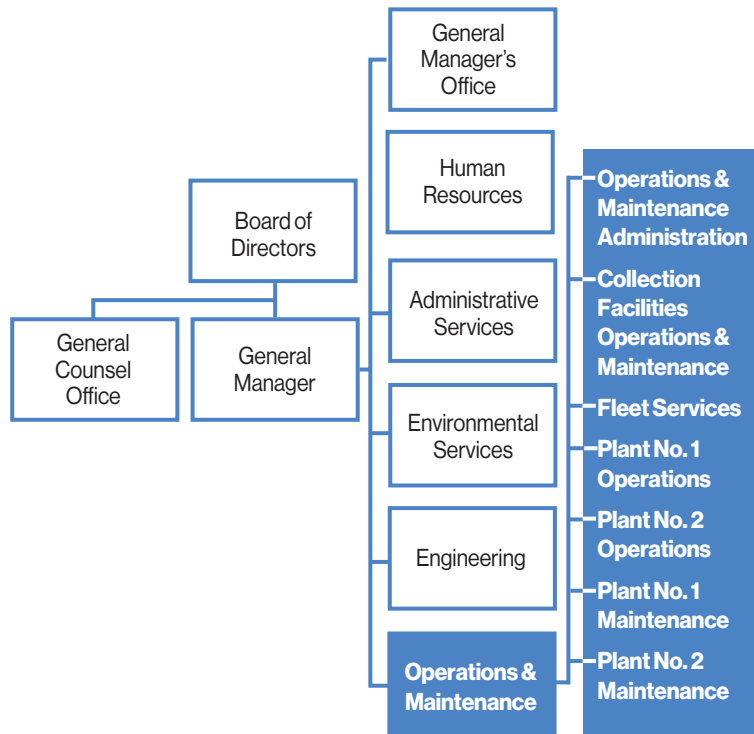 General
Manager's
Office
Human
Resources
Board of
Directors
Administrative
Services
General
Counsel
Office
General
Manager
Environmental
Services
Engineering
Operations &
Maintenance
Operations &
Maintenance
Administration
Collection
Facilities
Operations &
Maintenance
Fleet Services
Plant No. 1
Operations
Plant No. 2
Operations
Plant No. 1
Maintenance
Plant No. 2
Maintenance